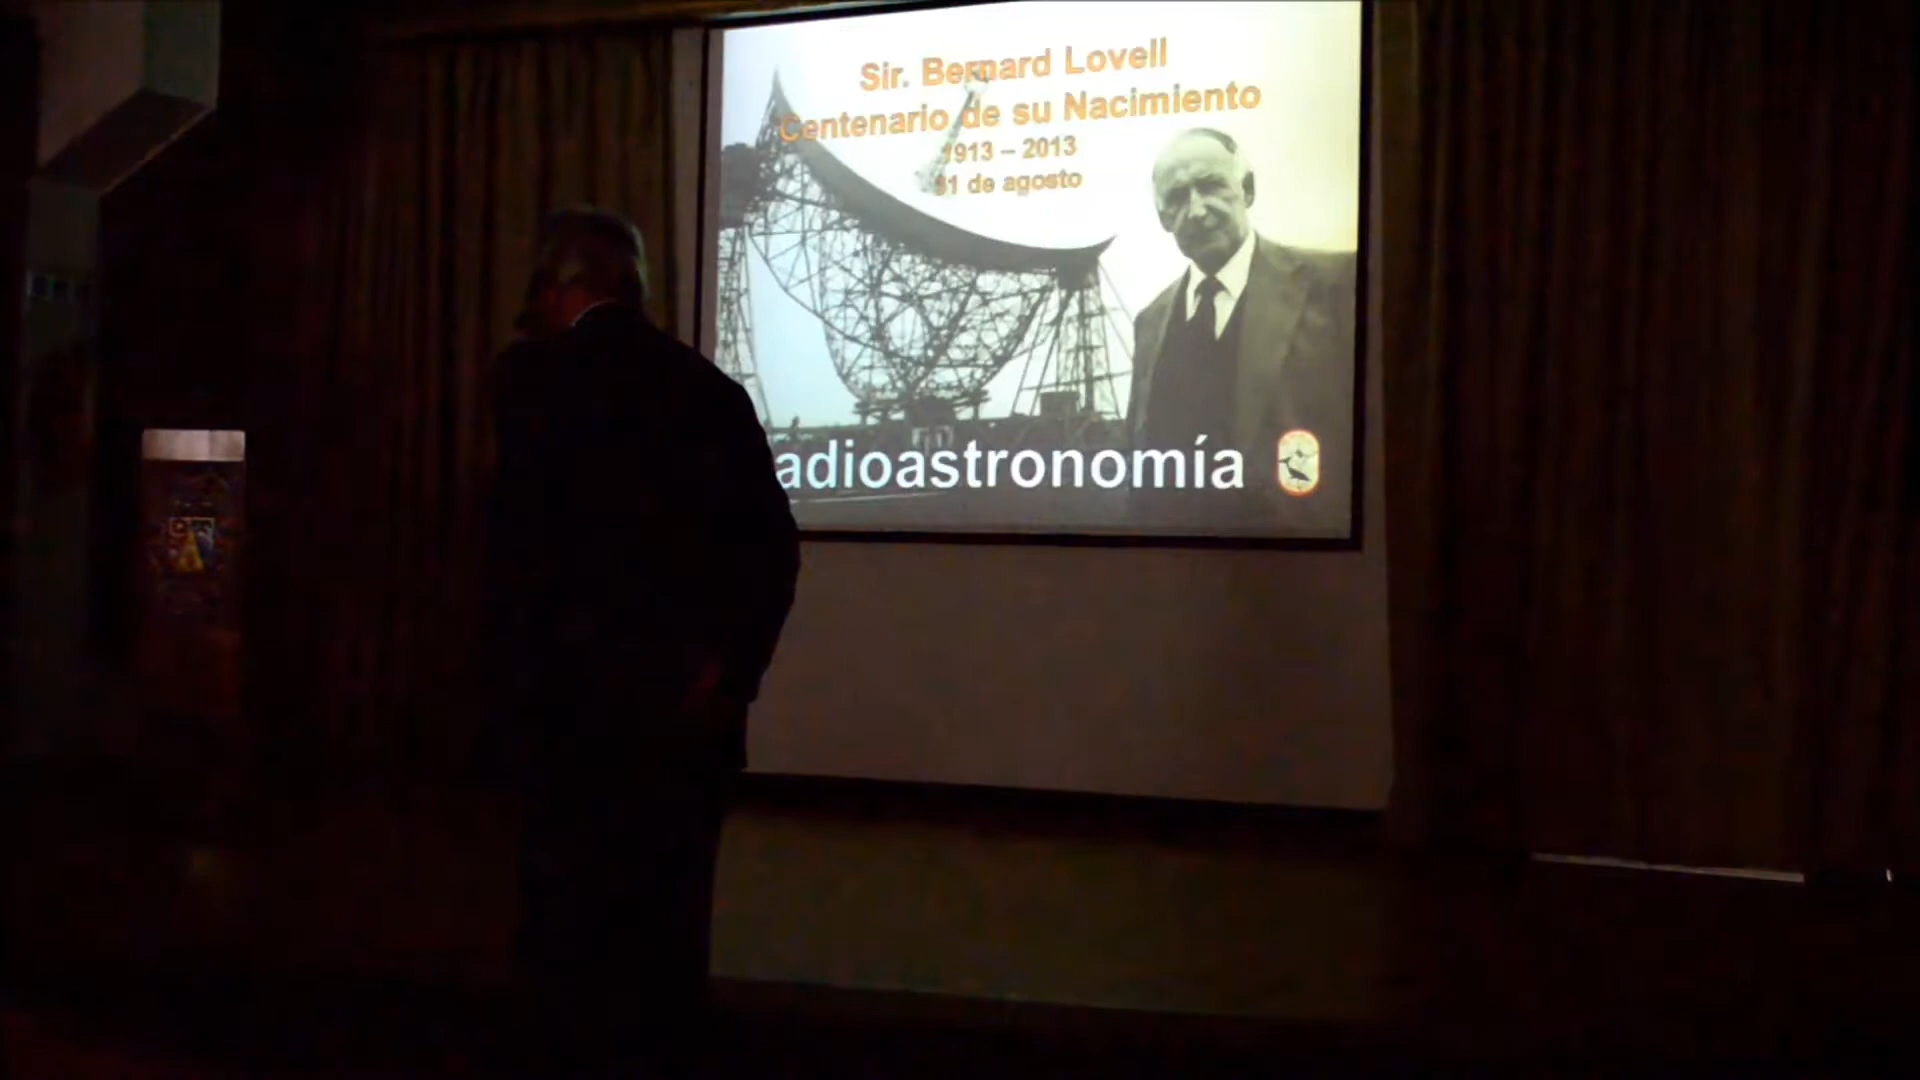 Sir. Bernard Lovell
Centenario de su Nacimiento
1913 – 2013
31 de agosto
adioastronomía